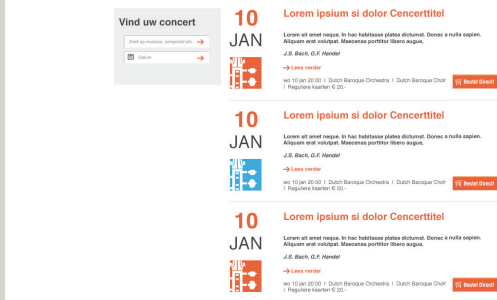 Vind uw concert
Zoek op musicus, componist etc.
Datum
10
JAN
Lorem ipsium si dolor Cencerttitel
Lorem sit amet neque. In hac habitasse platea dictumst. Donec a nulla sapien.
Aliquam erat volutpat. Maecenas porttitor libero augue,
J.S. Bach, G.F. Handel
Lees verder
wo 10 jan 20:00 I Dutch Baroque Orchestra I Dutch Baroque Choir
I Reguliere kaarten € 20,-
Bestel Direct!
10
JAN
Lorem ipsium si dolor Cencerttitel
Lorem sit amet neque. In hac habitasse platea dictumst. Donec a nulla sapien.
Aliquam erat volutpat. Maecenas porttitor libero augue,
J.S. Bach, G.F. Handel
Lees verder
wo 10 jan 20:00 I Dutch Baroque Orchestra I Dutch Baroque Choir
I Reguliere kaarten € 20,-
Bestel Direct!
10
JAN
Lorem ipsium si dolor Cencerttitel
Lorem sit amet neque. In hac habitasse platea dictumst. Donec a nulla sapien.
Aliquam erat volutpat. Maecenas porttitor libero augue,
J.S. Bach, G.F. Handel
Lees verder
wo 10 jan 20:00 I Dutch Baroque Orchestra I Dutch Baroque Choir
I Reguliere kaarten € 20,-
Bestel Direct!